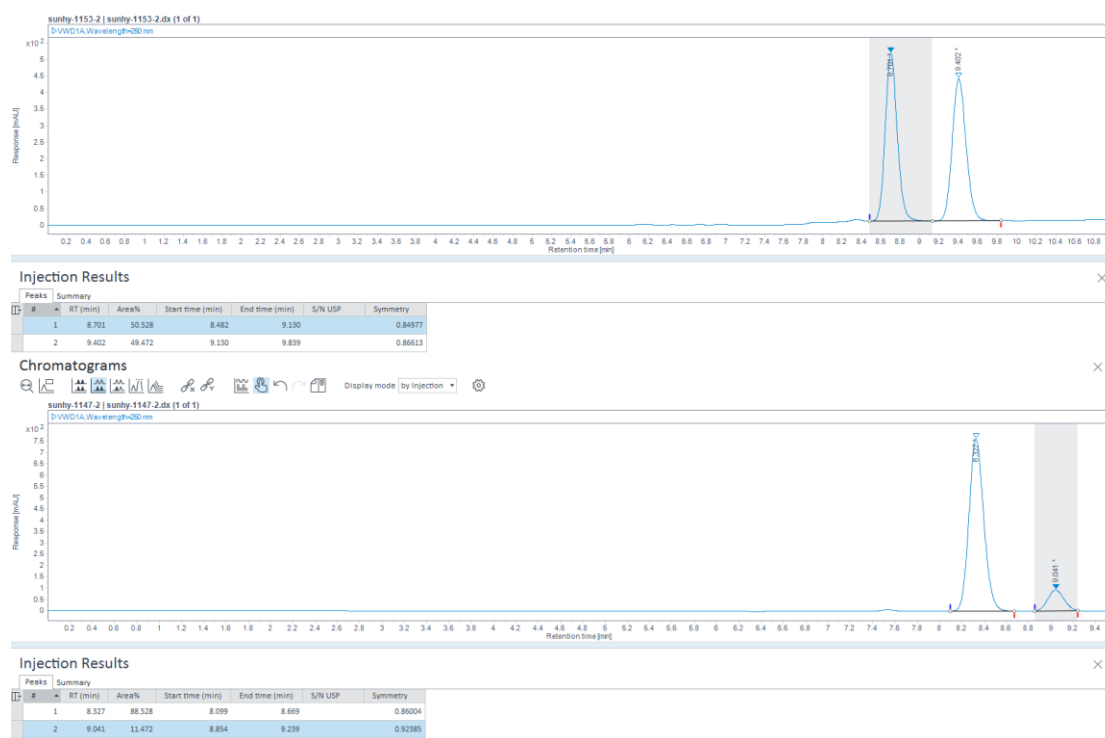 sunhy-1153-2 | sunhy-1153-2.dx (1 of 1)
VWD1A,Wavelength=260 nm
x10²
5
4.5
4
3.5
3
2.5
2
1.5
1
0.5
0
Response [mAU]
8.701 *
9.402 *
0.2 0.4 0.6 0.8 1 1.2 1.4 1.6 1.8 2 2.2 2.4 2.6 2.8 3 3.2 3.4 3.6 3.8 4 4.2 4.4 4.6 4.8 5 5.2 5.4 5.6 5.8 6 6.2 6.4 6.6 6.8 7 7.2 7.4 7.6 7.8 8 8.2 8.4 8.6 8.8 9 9.2 9.4 9.6 9.8 10 10.2 10.4 10.6 10.8
Retention time [min]
Injection Results
Peaks Summary
# RT (min) Area% Start time (min) End time (min) S/N USP Symmetry
1 8.701 50.528 8.482 9.130 0.84977
2 9.402 49.472 9.130 9.839 0.86613
Chromatograms
Display mode by Injection
sunhy-1147-2 | sunhy-1147-2.dx (1 of 1)
VWD1A,Wavelength=260 nm
x10²
7.5
7
6.5
6
5.5
5
4.5
4
3.5
3
2.5
2
1.5
1
0.5
0
Response [mAU]
8.327
9.041 *
0.2 0.4 0.6 0.8 1 1.2 1.4 1.6 1.8 2 2.2 2.4 2.6 2.8 3 3.2 3.4 3.6 3.8 4 4.2 4.4 4.6 4.8 5 5.2 5.4 5.6 5.8 6 6.2 6.4 6.6 6.8 7 7.2 7.4 7.6 7.8 8 8.2 8.4 8.6 8.8 9 9.2 9.4
Retention time [min]
Injection Results
Peaks Summary
# RT (min) Area% Start time (min) End time (min) S/N USP Symmetry
1 8.327 88.528 8.099 8.669 0.86004
2 9.041 11.472 8.854 9.239 0.92385